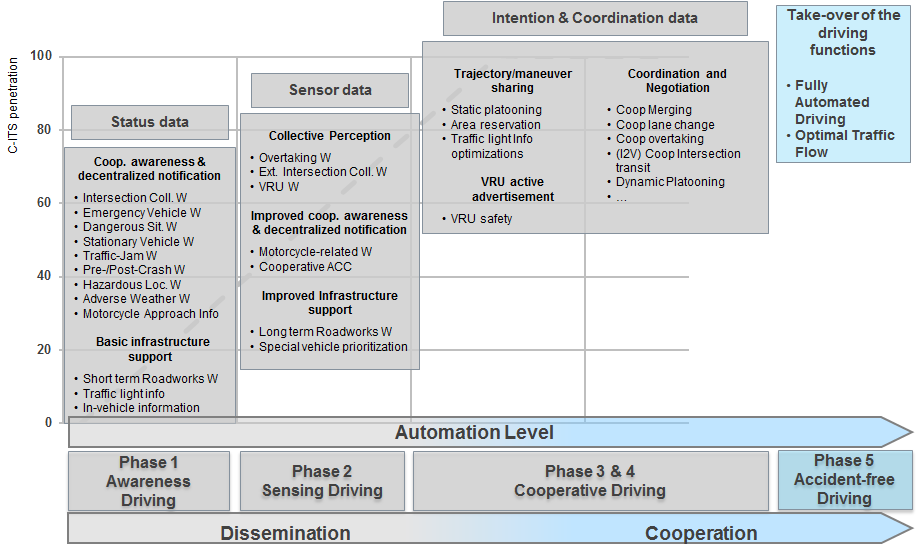 Intention & Coordination data
Take-over of the
driving
functions
• Fully
Automated
Driving
• Optimal Traffic
Flow
C-ITS penetration
100
80
60
40
20
0
Sensor data
Status data
Coop. awareness &
decentralized notification
• Intersection Coll. W
• Emergency Vehicle W
• Dangerous Sit. W
• Stationary Vehicle W
• Traffic-Jam W
• Pre-/Post-Crash W
• Hazardous Loc. W
• Adverse Weather W
• Motorcycle Approach Info
Basic infrastructure
support
• Short term Roadworks W
• Traffic light info
• In-vehicle information
Collective Perception
• Overtaking W
• Ext. Intersection Coll. W
• VRU W
Improved coop. awareness
& decentralized notification
• Motorcycle-related W
• Cooperative ACC
Improved Infrastructure
support
• Long term Roadworks W
• Special vehicle prioritization
Trajectory/maneuver
sharing
• Static platooning
• Area reservation
• Traffic light Info
optimizations
VRU active
advertisement
• VRU safety
Coordination and
Negotiation
• Coop Merging
• Coop lane change
• Coop overtaking
• (I2V) Coop Intersection
transit
• Dynamic Platooning
• ...
Automation Level
Phase 1
Awareness
Driving
Phase 2
Sensing Driving
Phase 3 & 4
Cooperative Driving
Phase 5
Accident-free
Driving
Dissemination
Cooperation